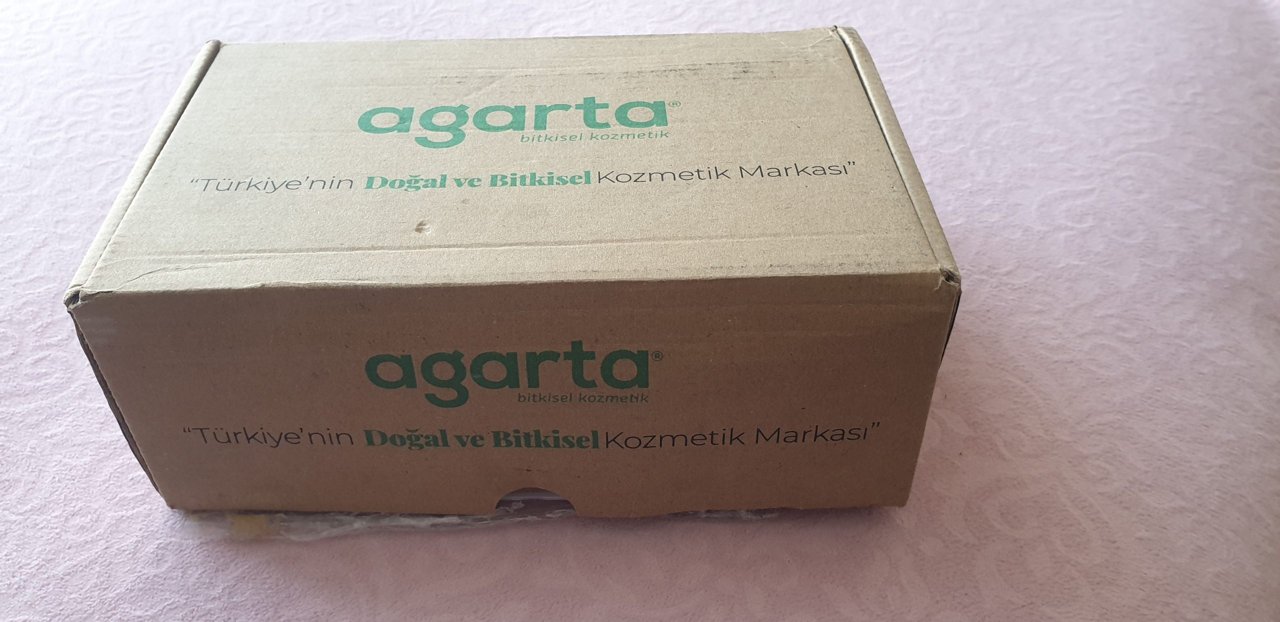 agarta®
bitkisel kozmetik
“Türkiye’nin Doğal ve Bitkisel Kozmetik Markası”
agarta®
bitkisel kozmetik
“Türkiye’nin Doğal ve Bitkisel Kozmetik Markası”